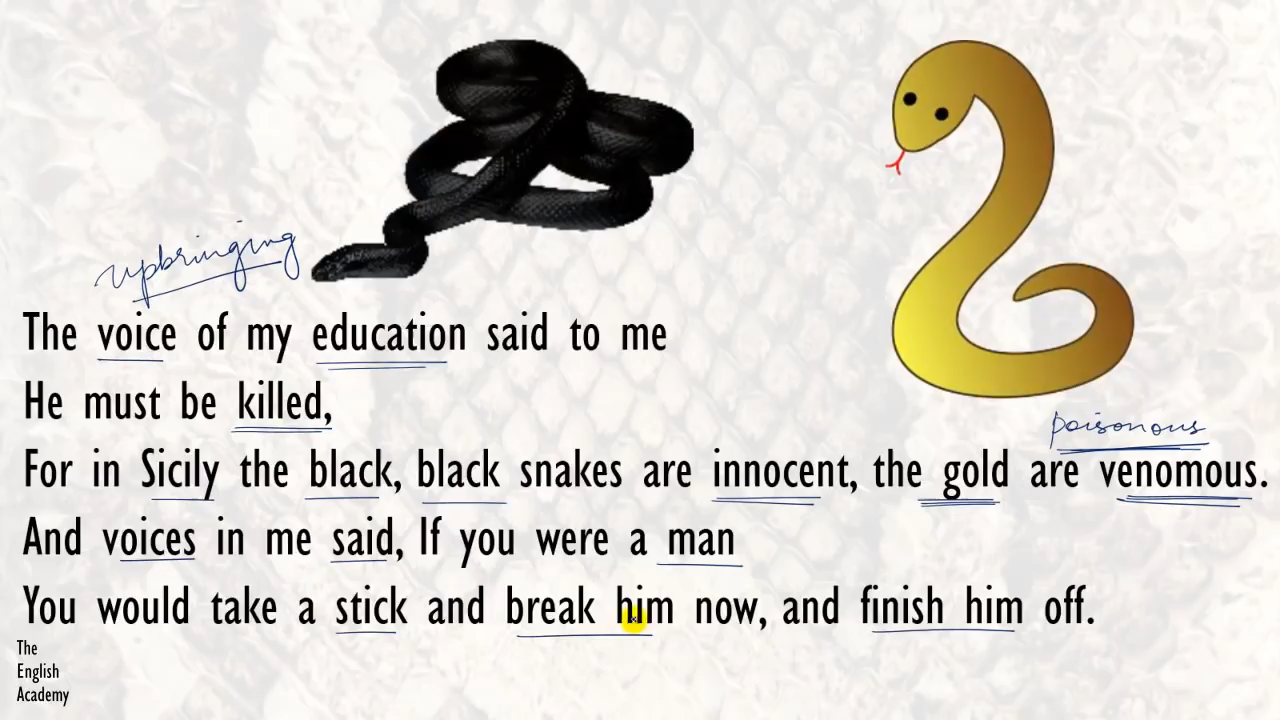 upbringing
The voice of my education said to me
He must be killed,
poisonous
For in Sicily the black, black snakes are innocent, the gold are venomous.
And voices in me said, If you were a man
You would take a stick and break him now, and finish him off.
The
English
Academy